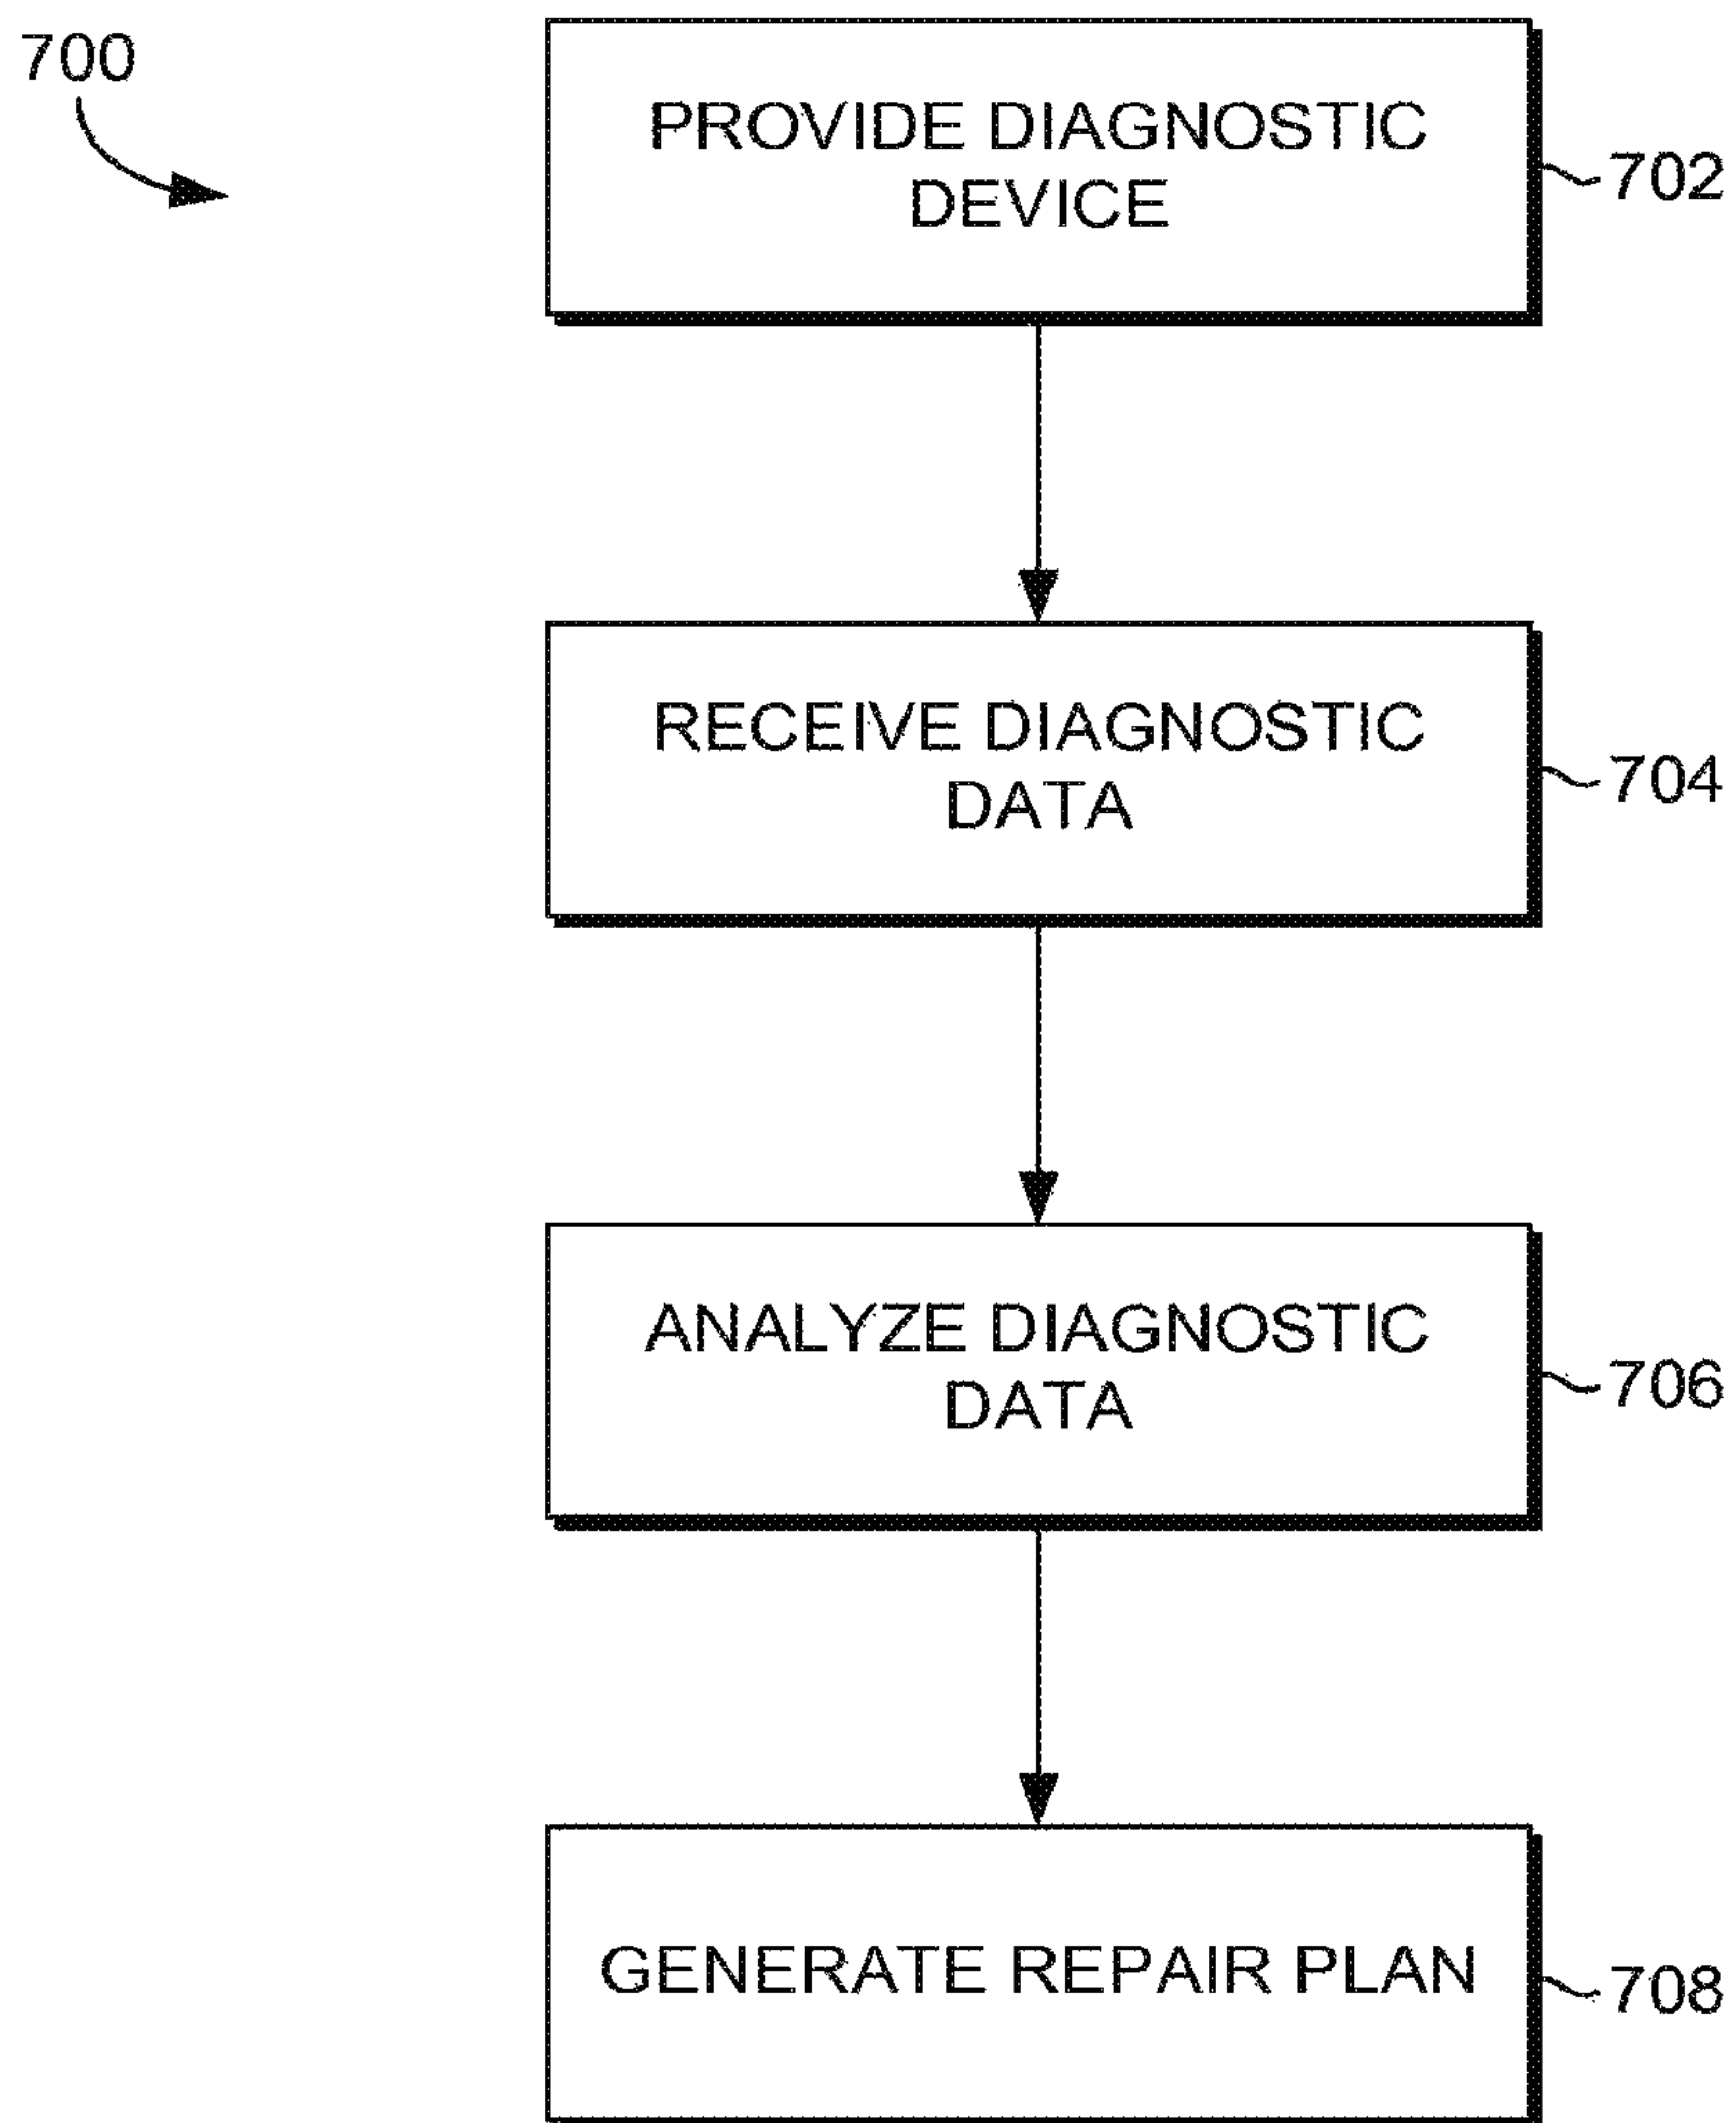 700
PROVIDE DIAGNOSTIC
DEVICE
702
RECEIVE DIAGNOSTIC
DATA
704
ANALYZE DIAGNOSTIC
DATA
706
GENERATE REPAIR PLAN
708